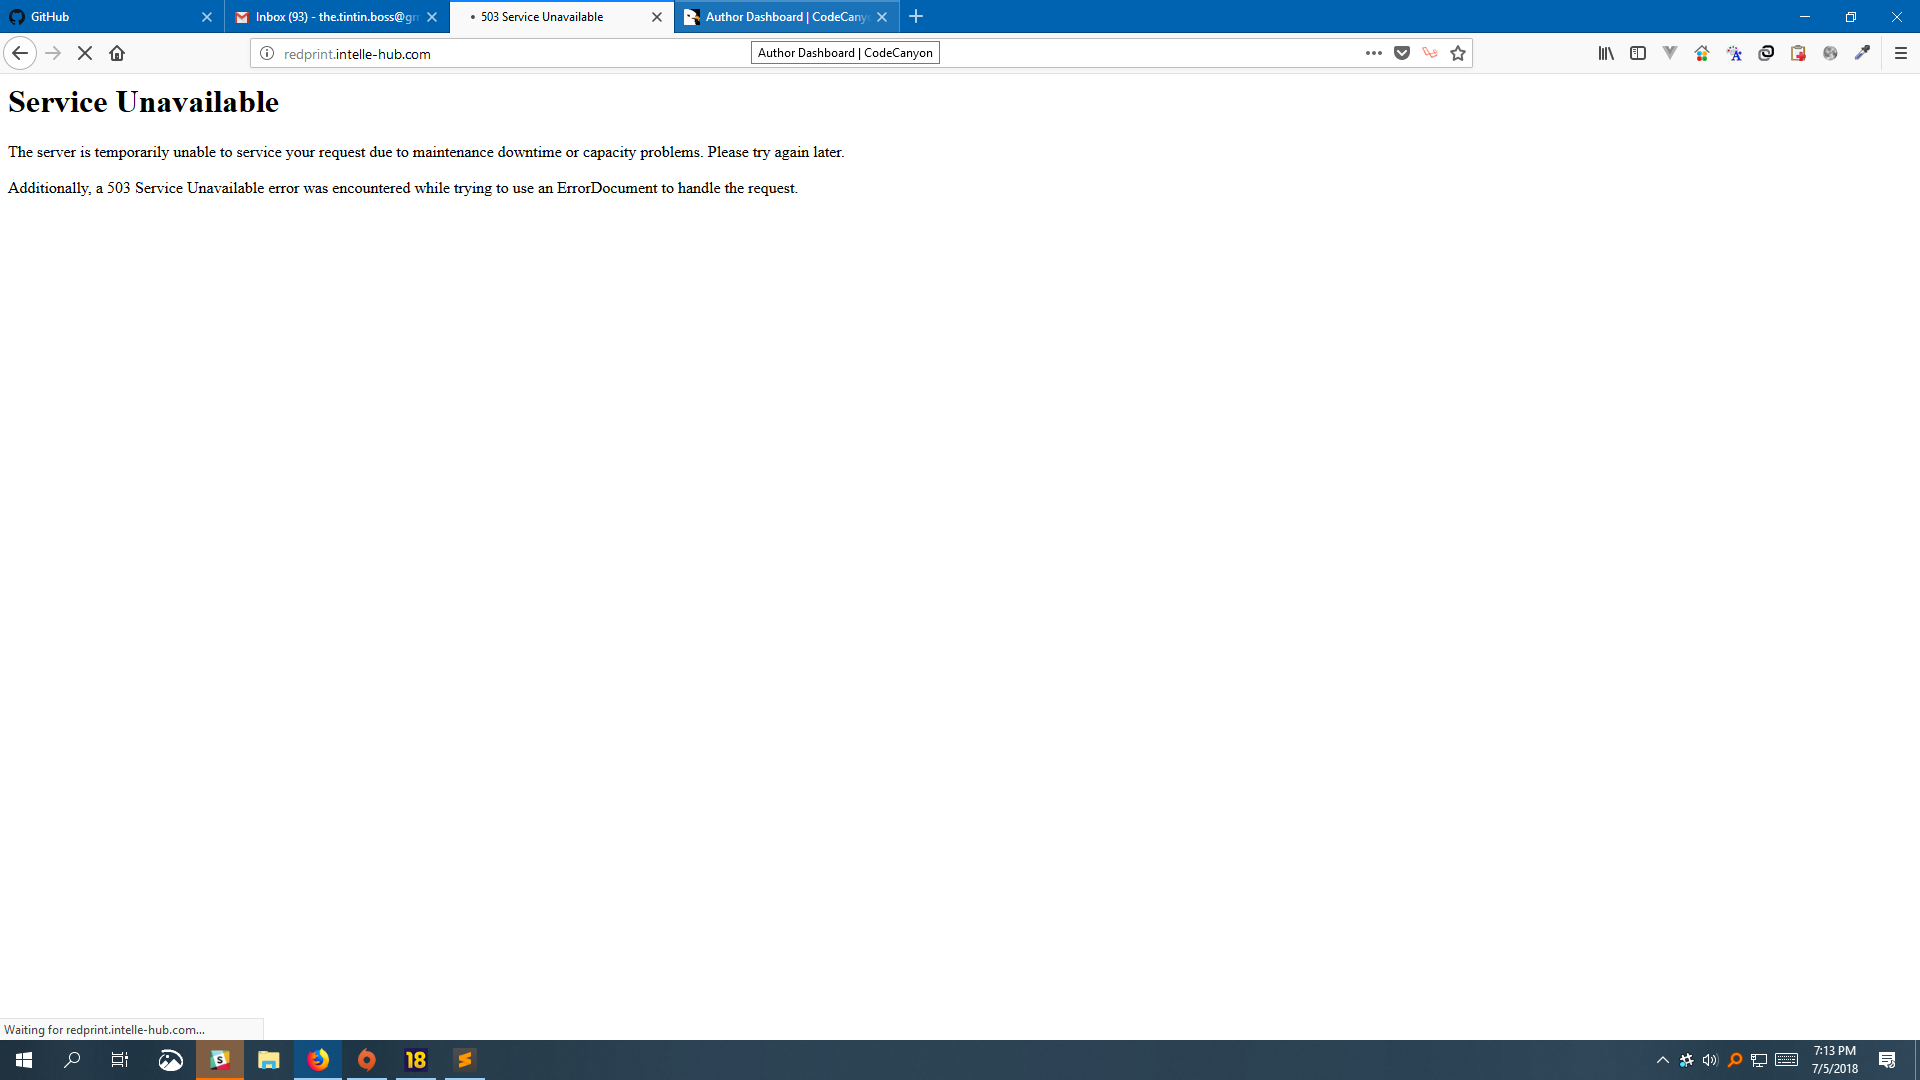 GitHub
Inbox (93) - the.tintin.boss@gm
503 Service Unavailable
Author Dashboard | CodeCany
redprint.intelle-hub.com
Author Dashboard | CodeCanyon
Service Unavailable
The server is temporarily unable to service your request due to maintenance downtime or capacity problems. Please try again later.
Additionally, a 503 Service Unavailable error was encountered while trying to use an ErrorDocument to handle the request.
Waiting for redprint.intelle-hub.com...
18
7:13 PM
7/5/2018